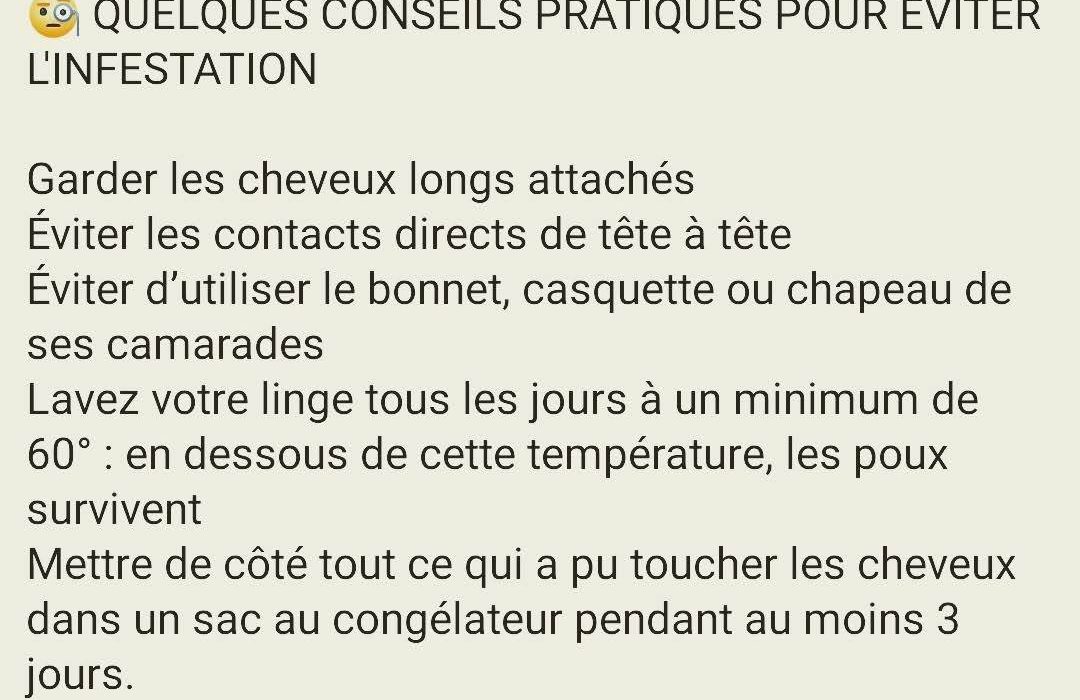 🧐 QUELQUES CONSEILS PRATIQUES POUR ÉVITER
L'INFESTATION
Garder les cheveux longs attachés
Éviter les contacts directs de tête à tête
Éviter d’utiliser le bonnet, casquette ou chapeau de
ses camarades
Lavez votre linge tous les jours à un minimum de
60° : en dessous de cette température, les poux
survivent
Mettre de côté tout ce qui a pu toucher les cheveux
dans un sac au congélateur pendant au moins 3
jours.